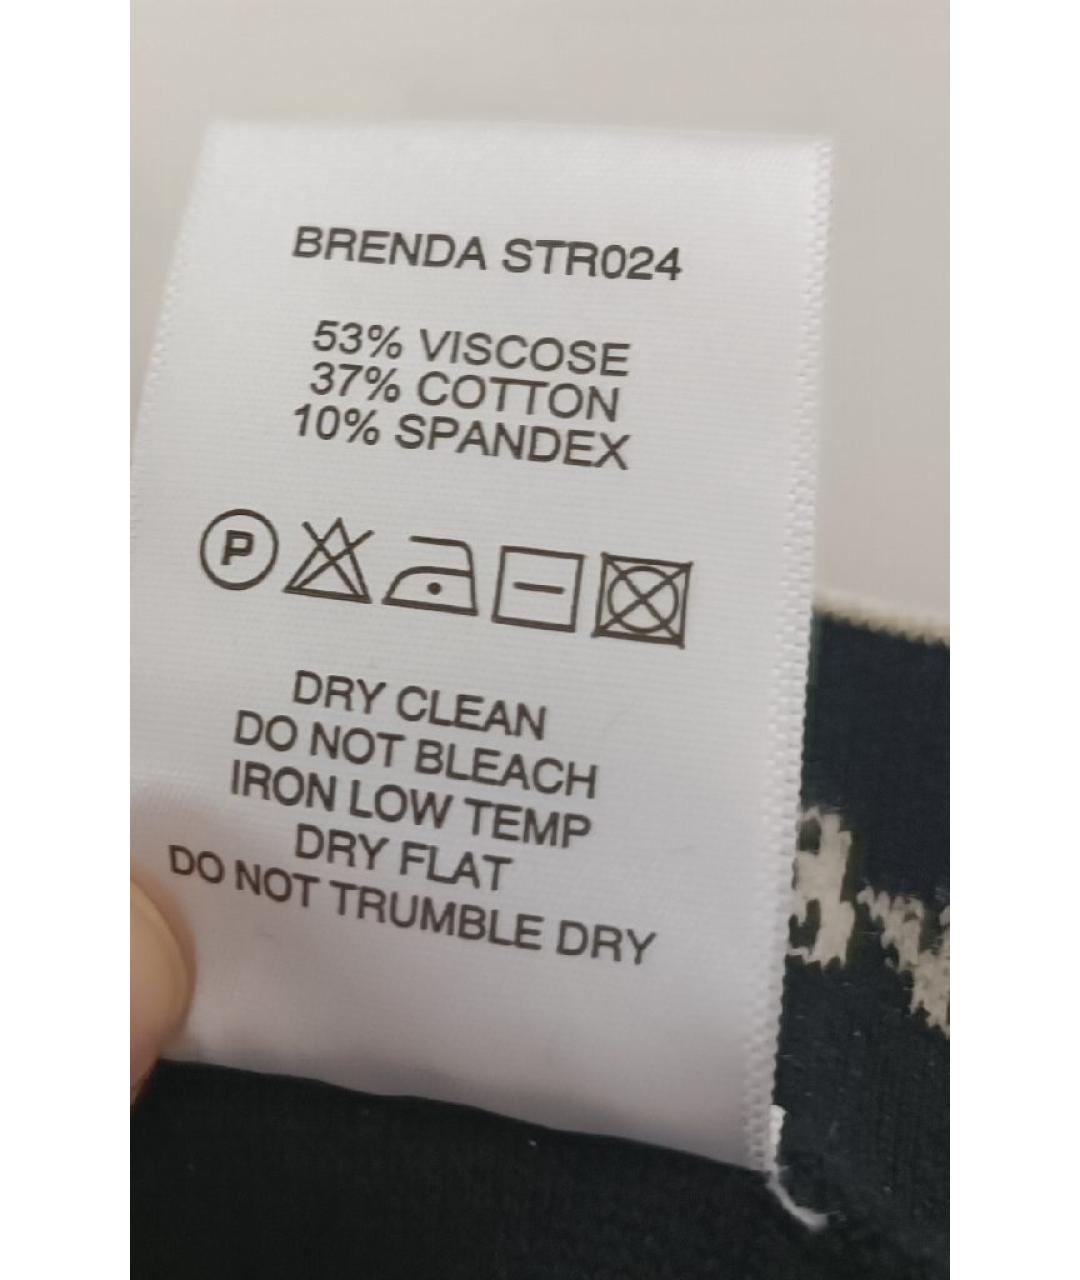 BRENDA STR024
53% VISCOSE
37% COTTON
10% SPANDEX
P
DRY CLEAN
DO NOT BLEACH
IRON LOW TEMP
DRY FLAT
DO NOT TRUMBLE DRY